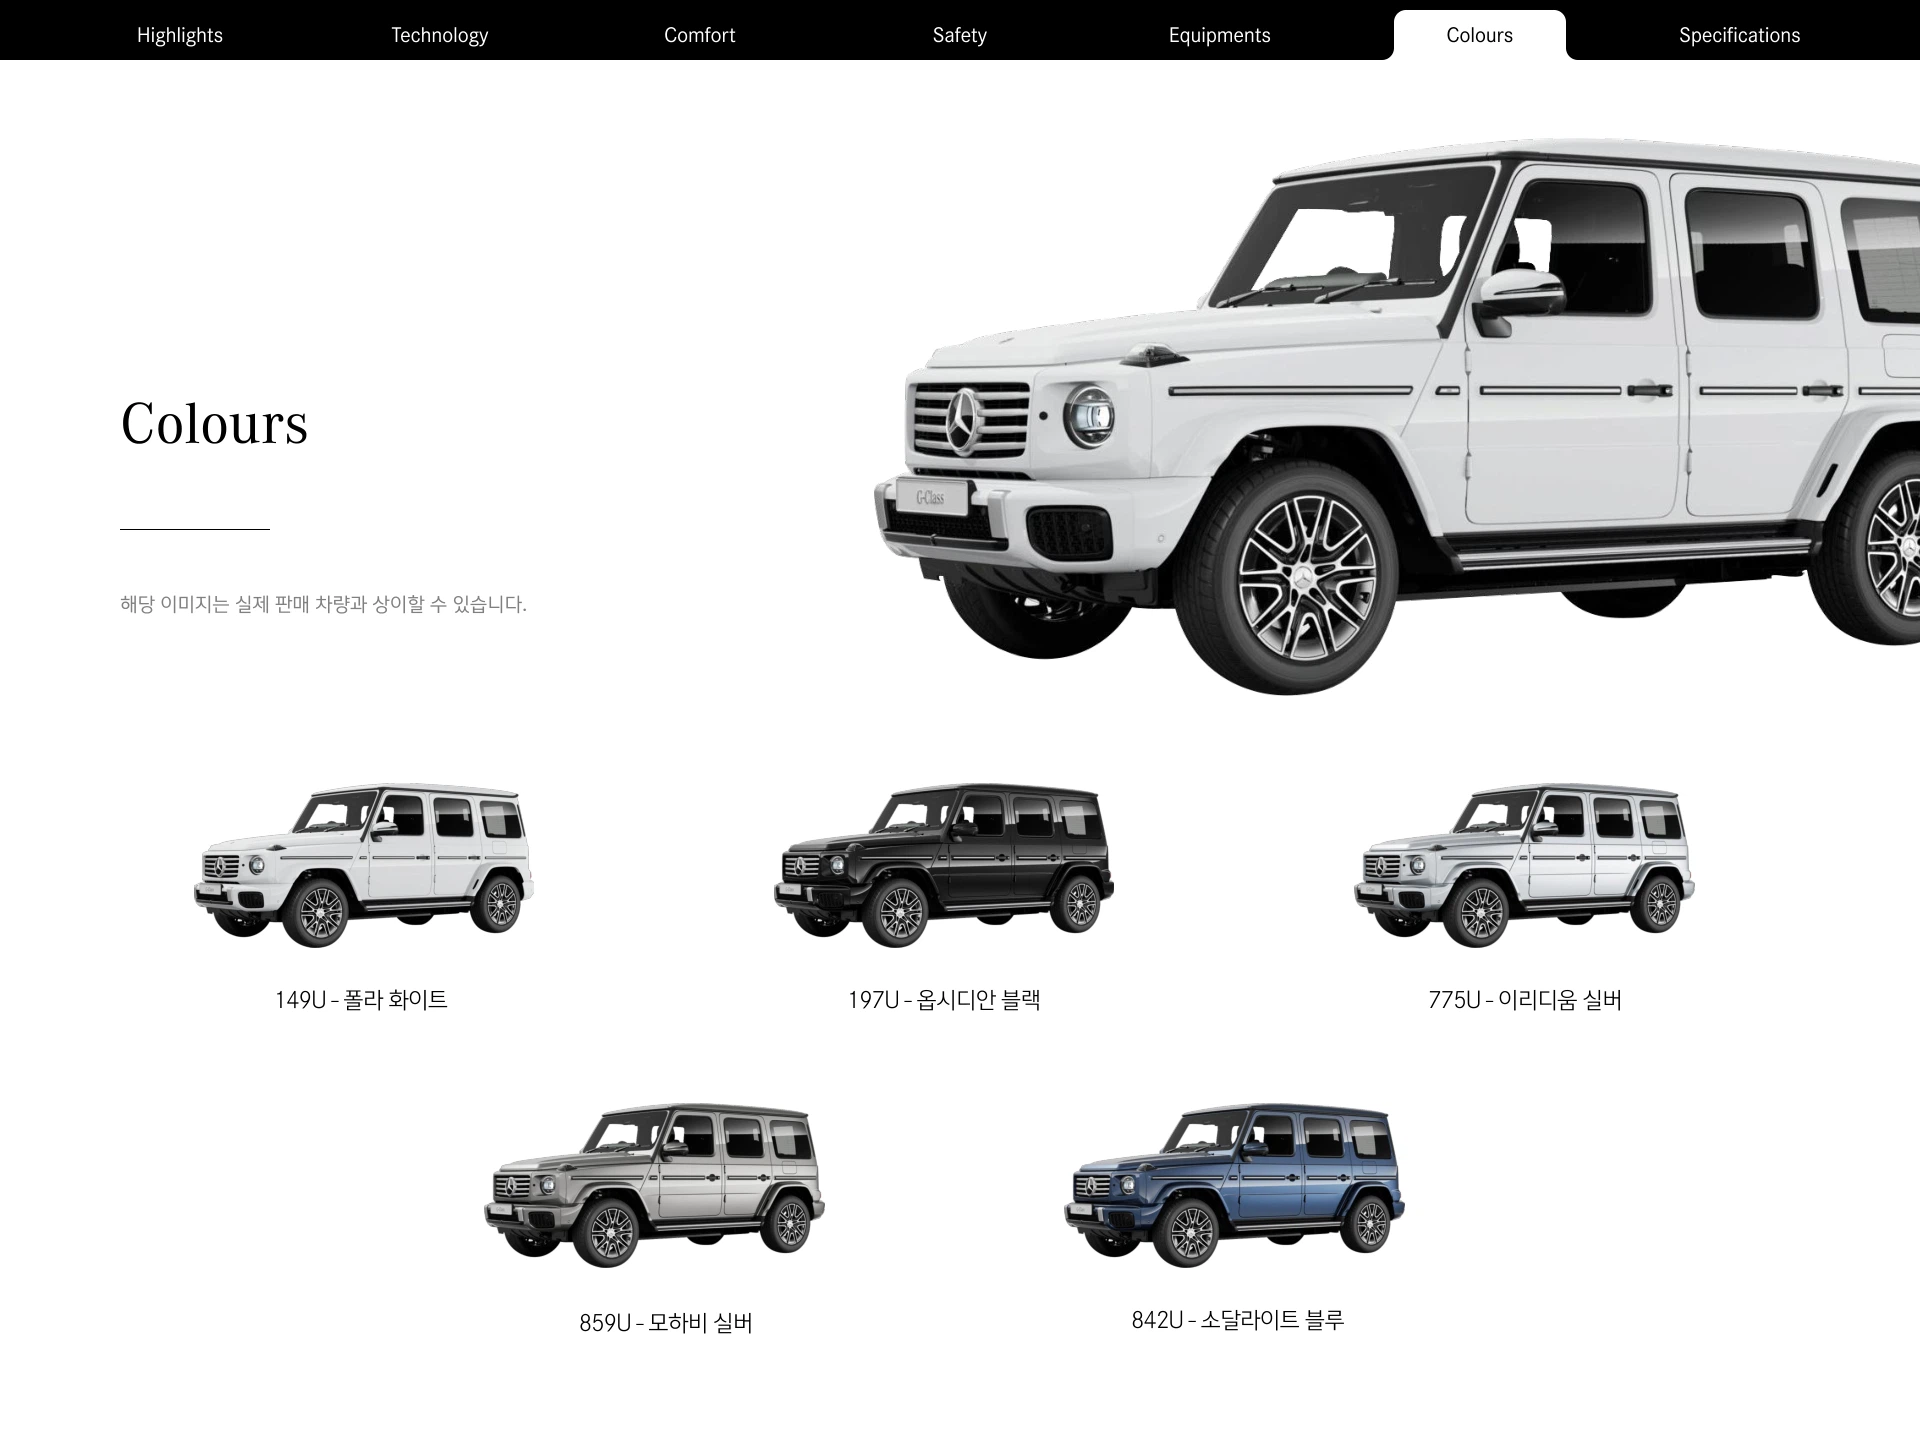 Highlights
Technology
Comfort
Safety
Equipments
Colours
Specifications
G-Class
Colours
해당 이미지는 실제 판매 차량과 상이할 수 있습니다.
149U - 폴라 화이트
197U - 옵시디안 블랙
775U - 이리디움 실버
859U - 모하비 실버
842U - 소달라이트 블루